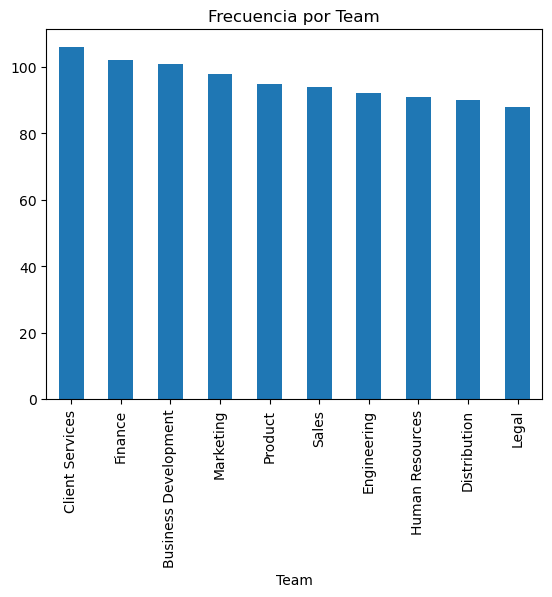 Frecuencia por Team
100
80
60
40
20
0
Client Services
Finance
Business Development
Marketing
Product
Sales
Engineering
Human Resources
Distribution
Legal
Team